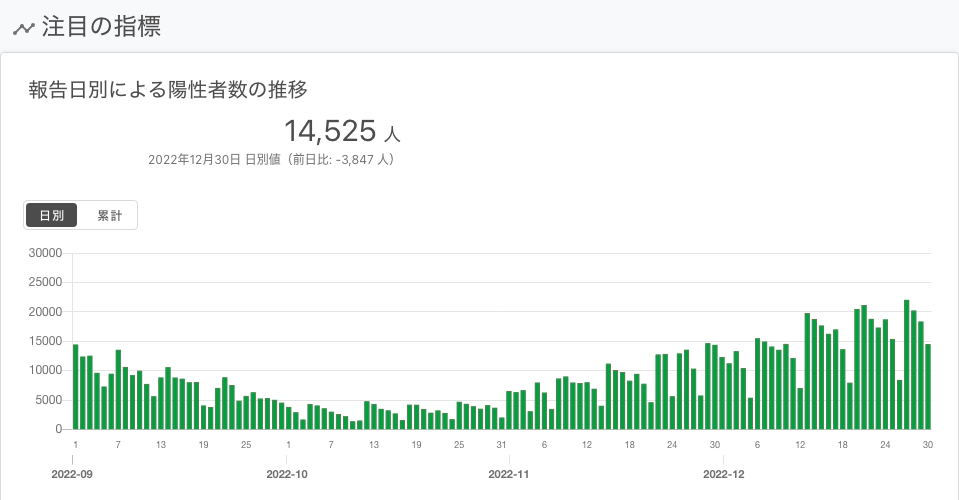 注目の指標
報告日別による陽性者数の推移
14,525 人
2022年12月30日 日別値（前日比: -3,847 人）
日別 累計
30000
25000
20000
15000
10000
5000
0
1 7 13 19 25 1 7 13 19 25 31 6 12 18 24 30 6 12 18 24 30
2022-09 2022-10 2022-11 2022-12